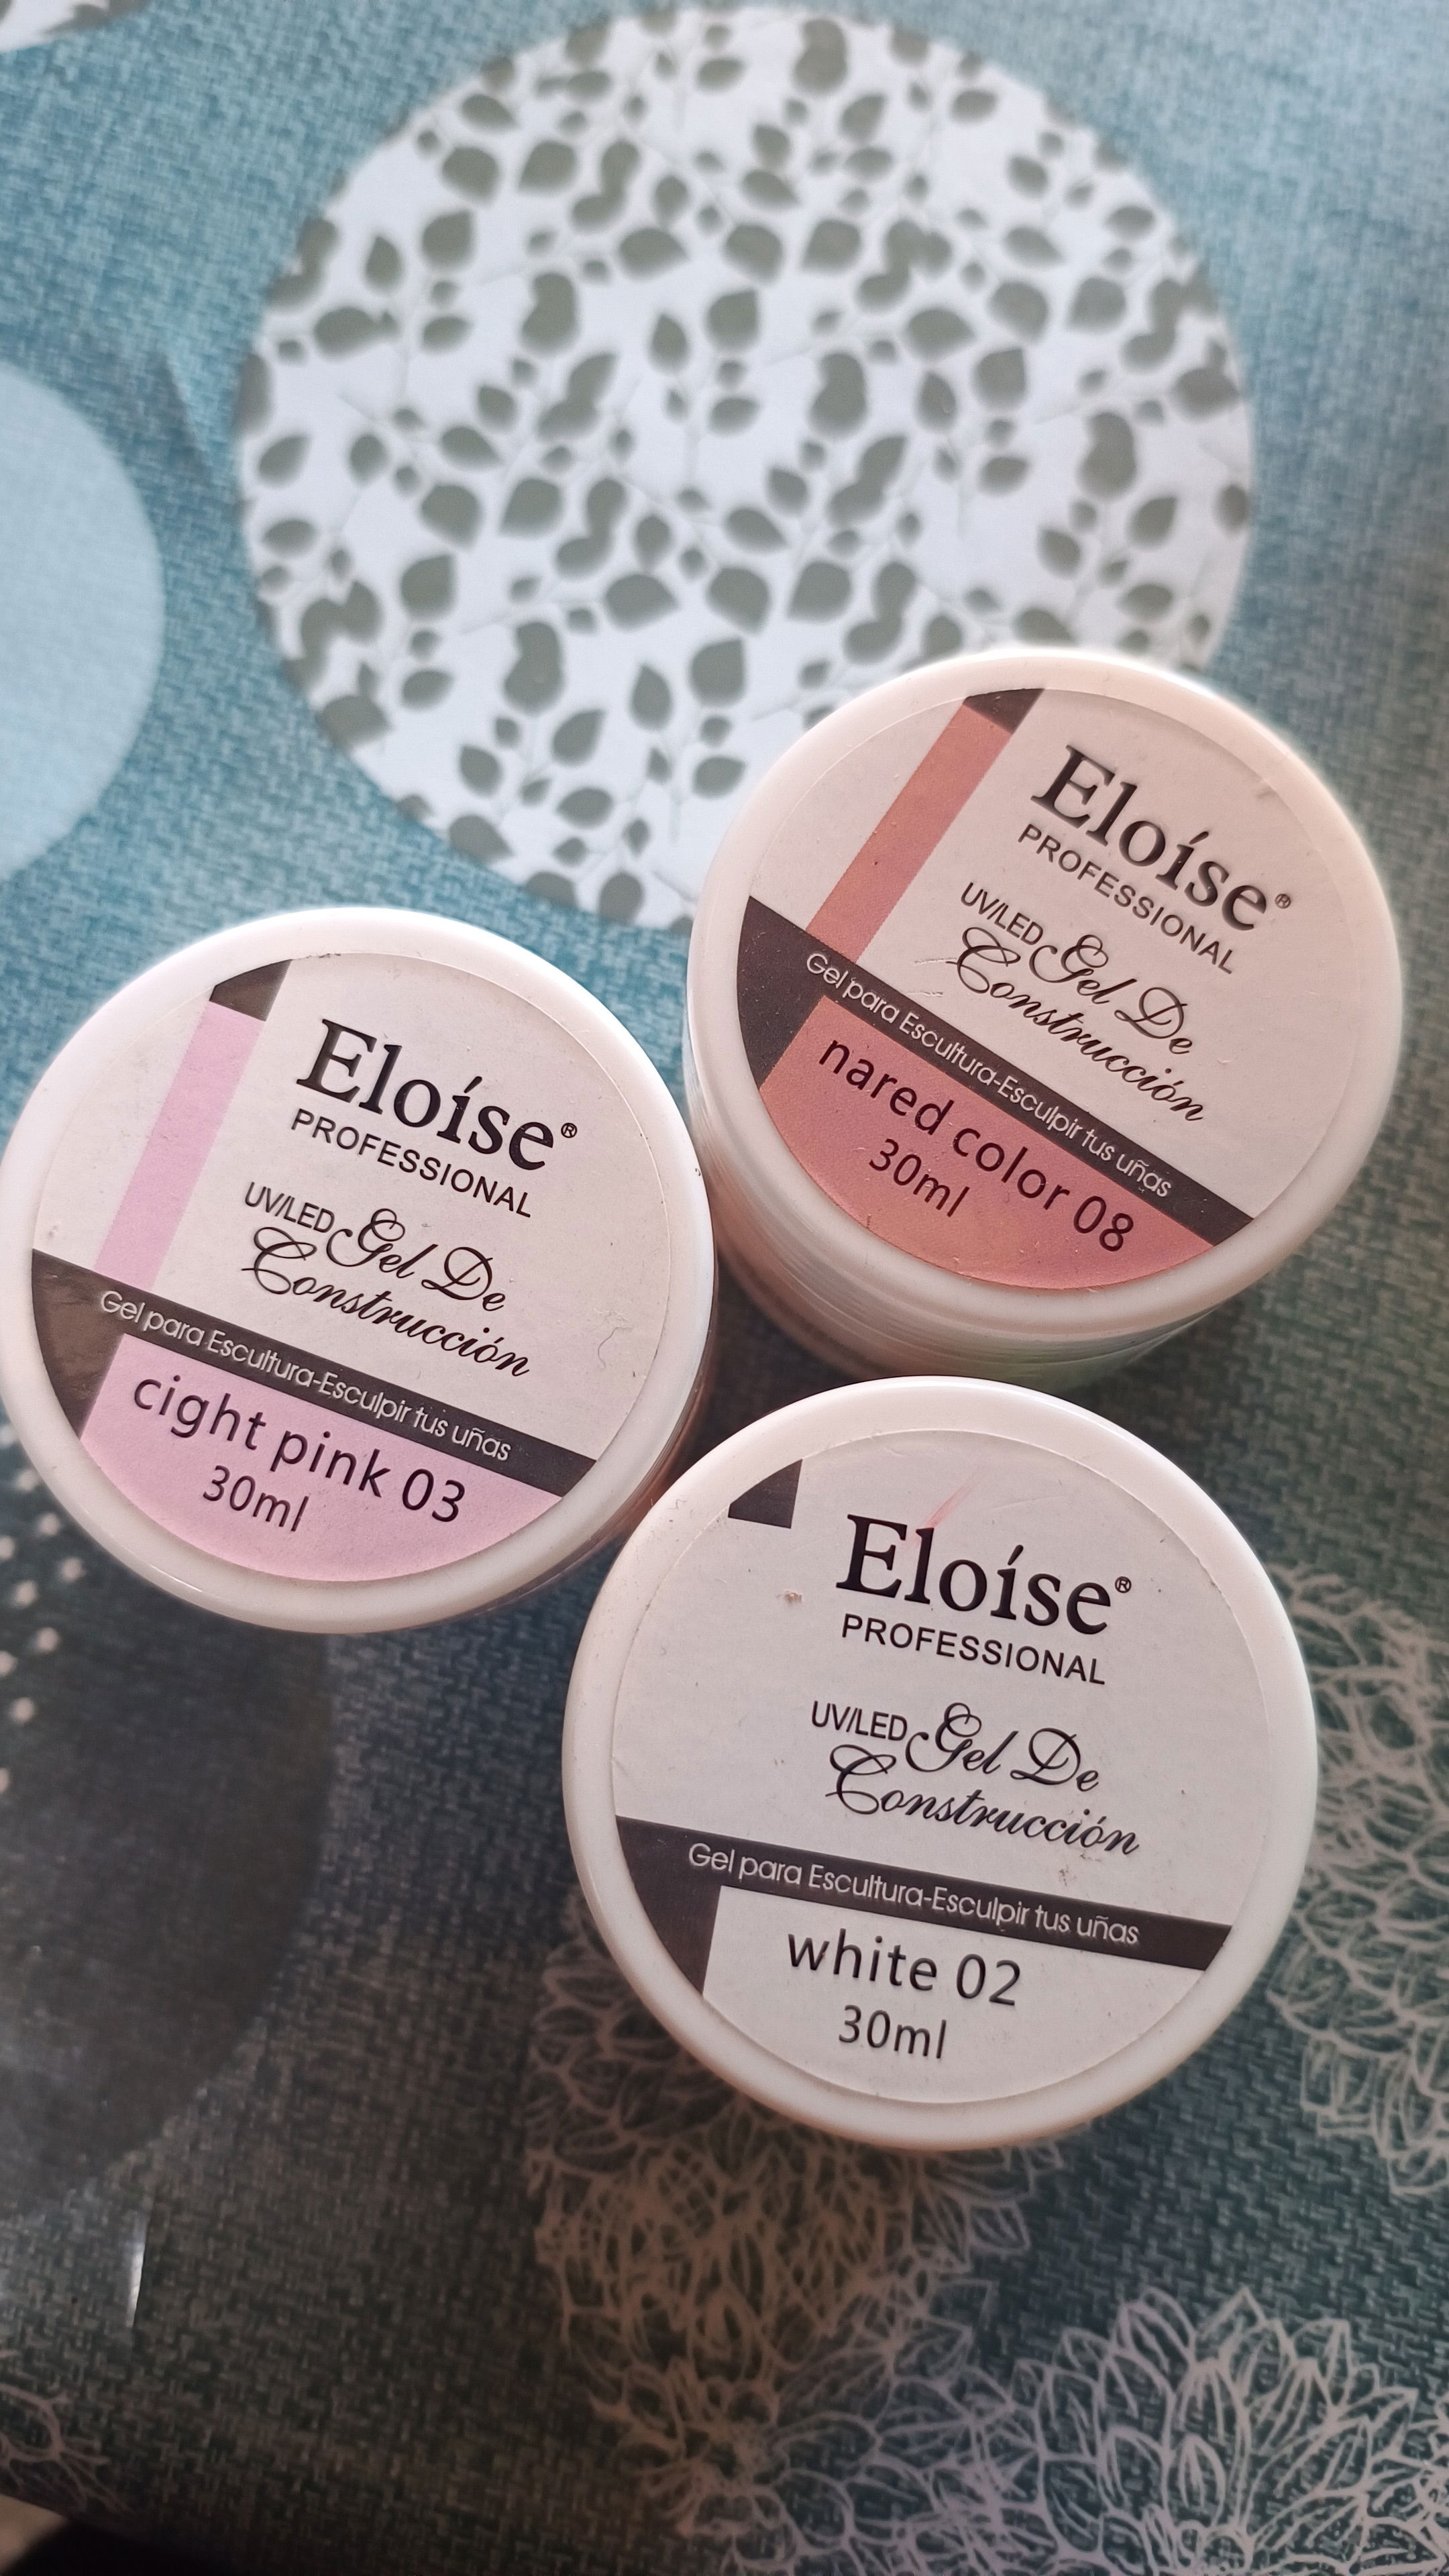 Eloíse®
PROFESSIONAL
UV/LED Gel De
Construcción
Gel para Escultura-Esculpir tus uñas
nared color 08
30ml
Eloíse®
PROFESSIONAL
UV/LED Gel De
Construcción
Gel para Escultura-Esculpir tus uñas
cight pink 03
30ml
Eloíse®
PROFESSIONAL
UV/LED Gel De
Construcción
Gel para Escultura-Esculpir tus uñas
white 02
30ml